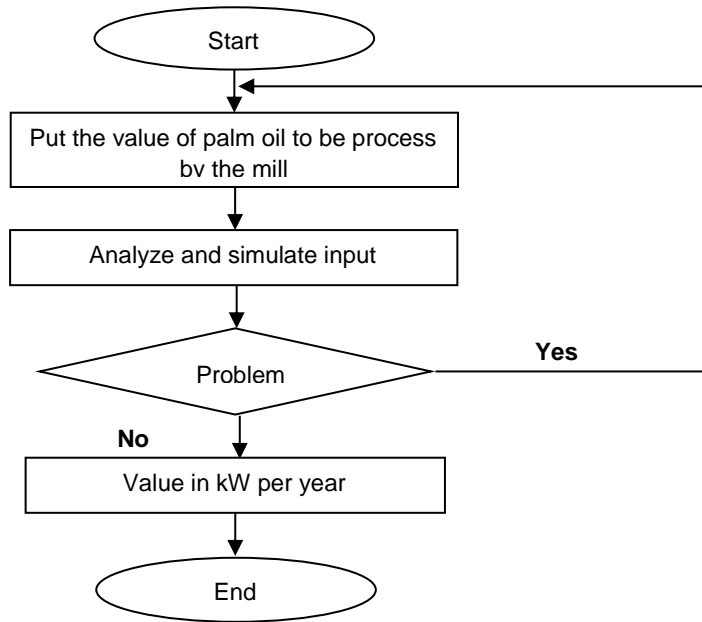 Start
Put the value of palm oil to be process
by the mill
Analyze and simulate input
Problem
Yes
No
Value in kW per year
End